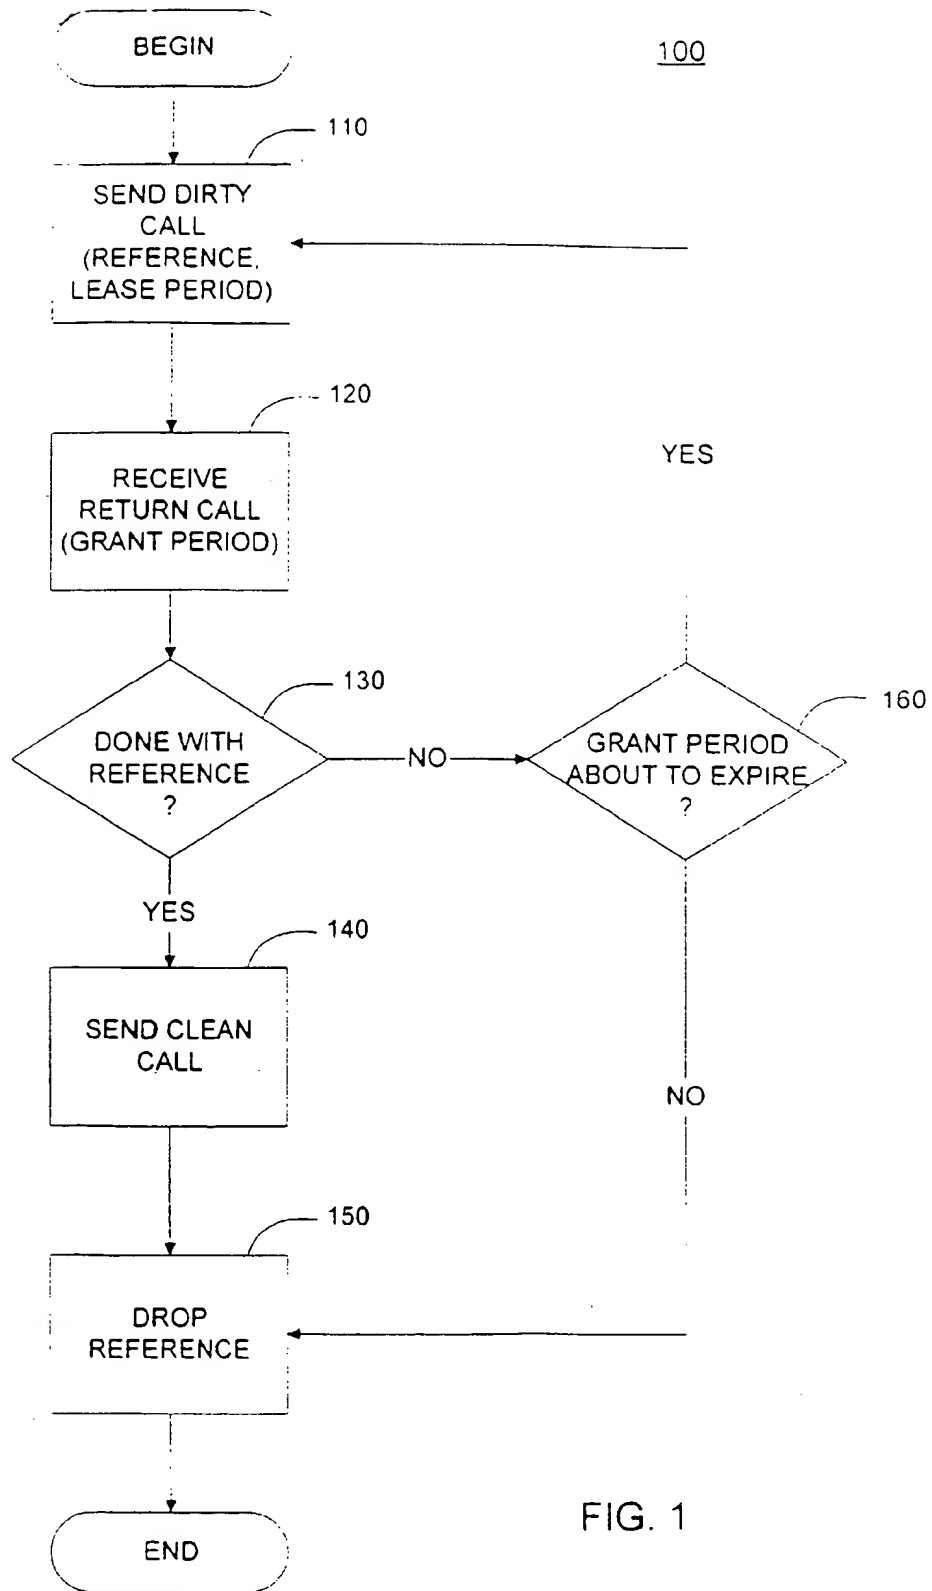 BEGIN
100
110
SEND DIRTY
CALL
(REFERENCE,
LEASE PERIOD)
120
RECEIVE
RETURN CALL
(GRANT PERIOD)
YES
130
DONE WITH
REFERENCE
?
NO
160
GRANT PERIOD
ABOUT TO EXPIRE
?
YES
140
SEND CLEAN
CALL
NO
150
DROP
REFERENCE
END
FIG. 1